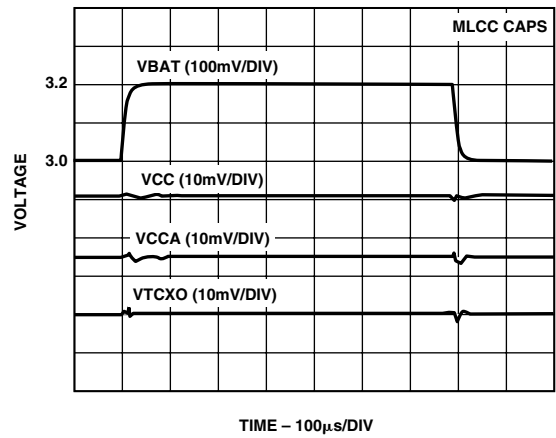 MLCC CAPS
VBAT (100mV/DIV)
3.2
3.0
VCC (10mV/DIV)
VOLTAGE
VCCA (10mV/DIV)
VTCXO (10mV/DIV)
TIME – 100μs/DIV